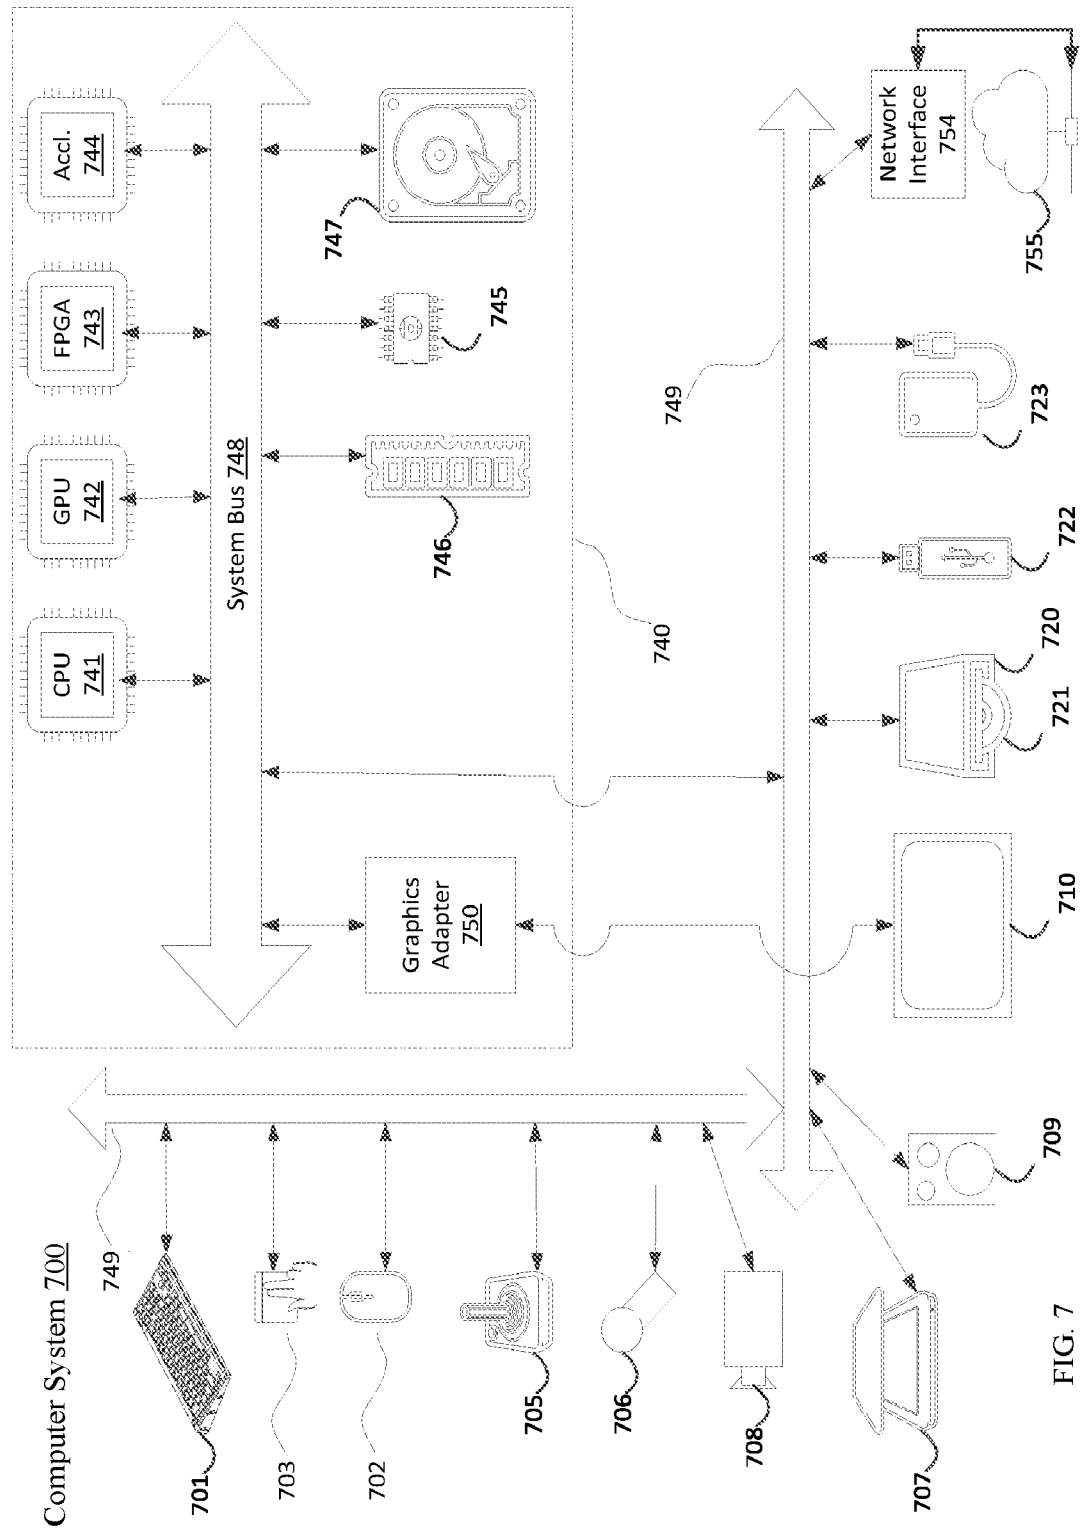 Computer System 700
CPU
741
GPU
742
FPGA
743
Accl.
744
System Bus 748
749
701
703
702
705
706
708
707
Graphics
Adapter
750
746
745
747
740
749
709
710
720
721
722
723
Network
Interface
754
755
FIG. 7